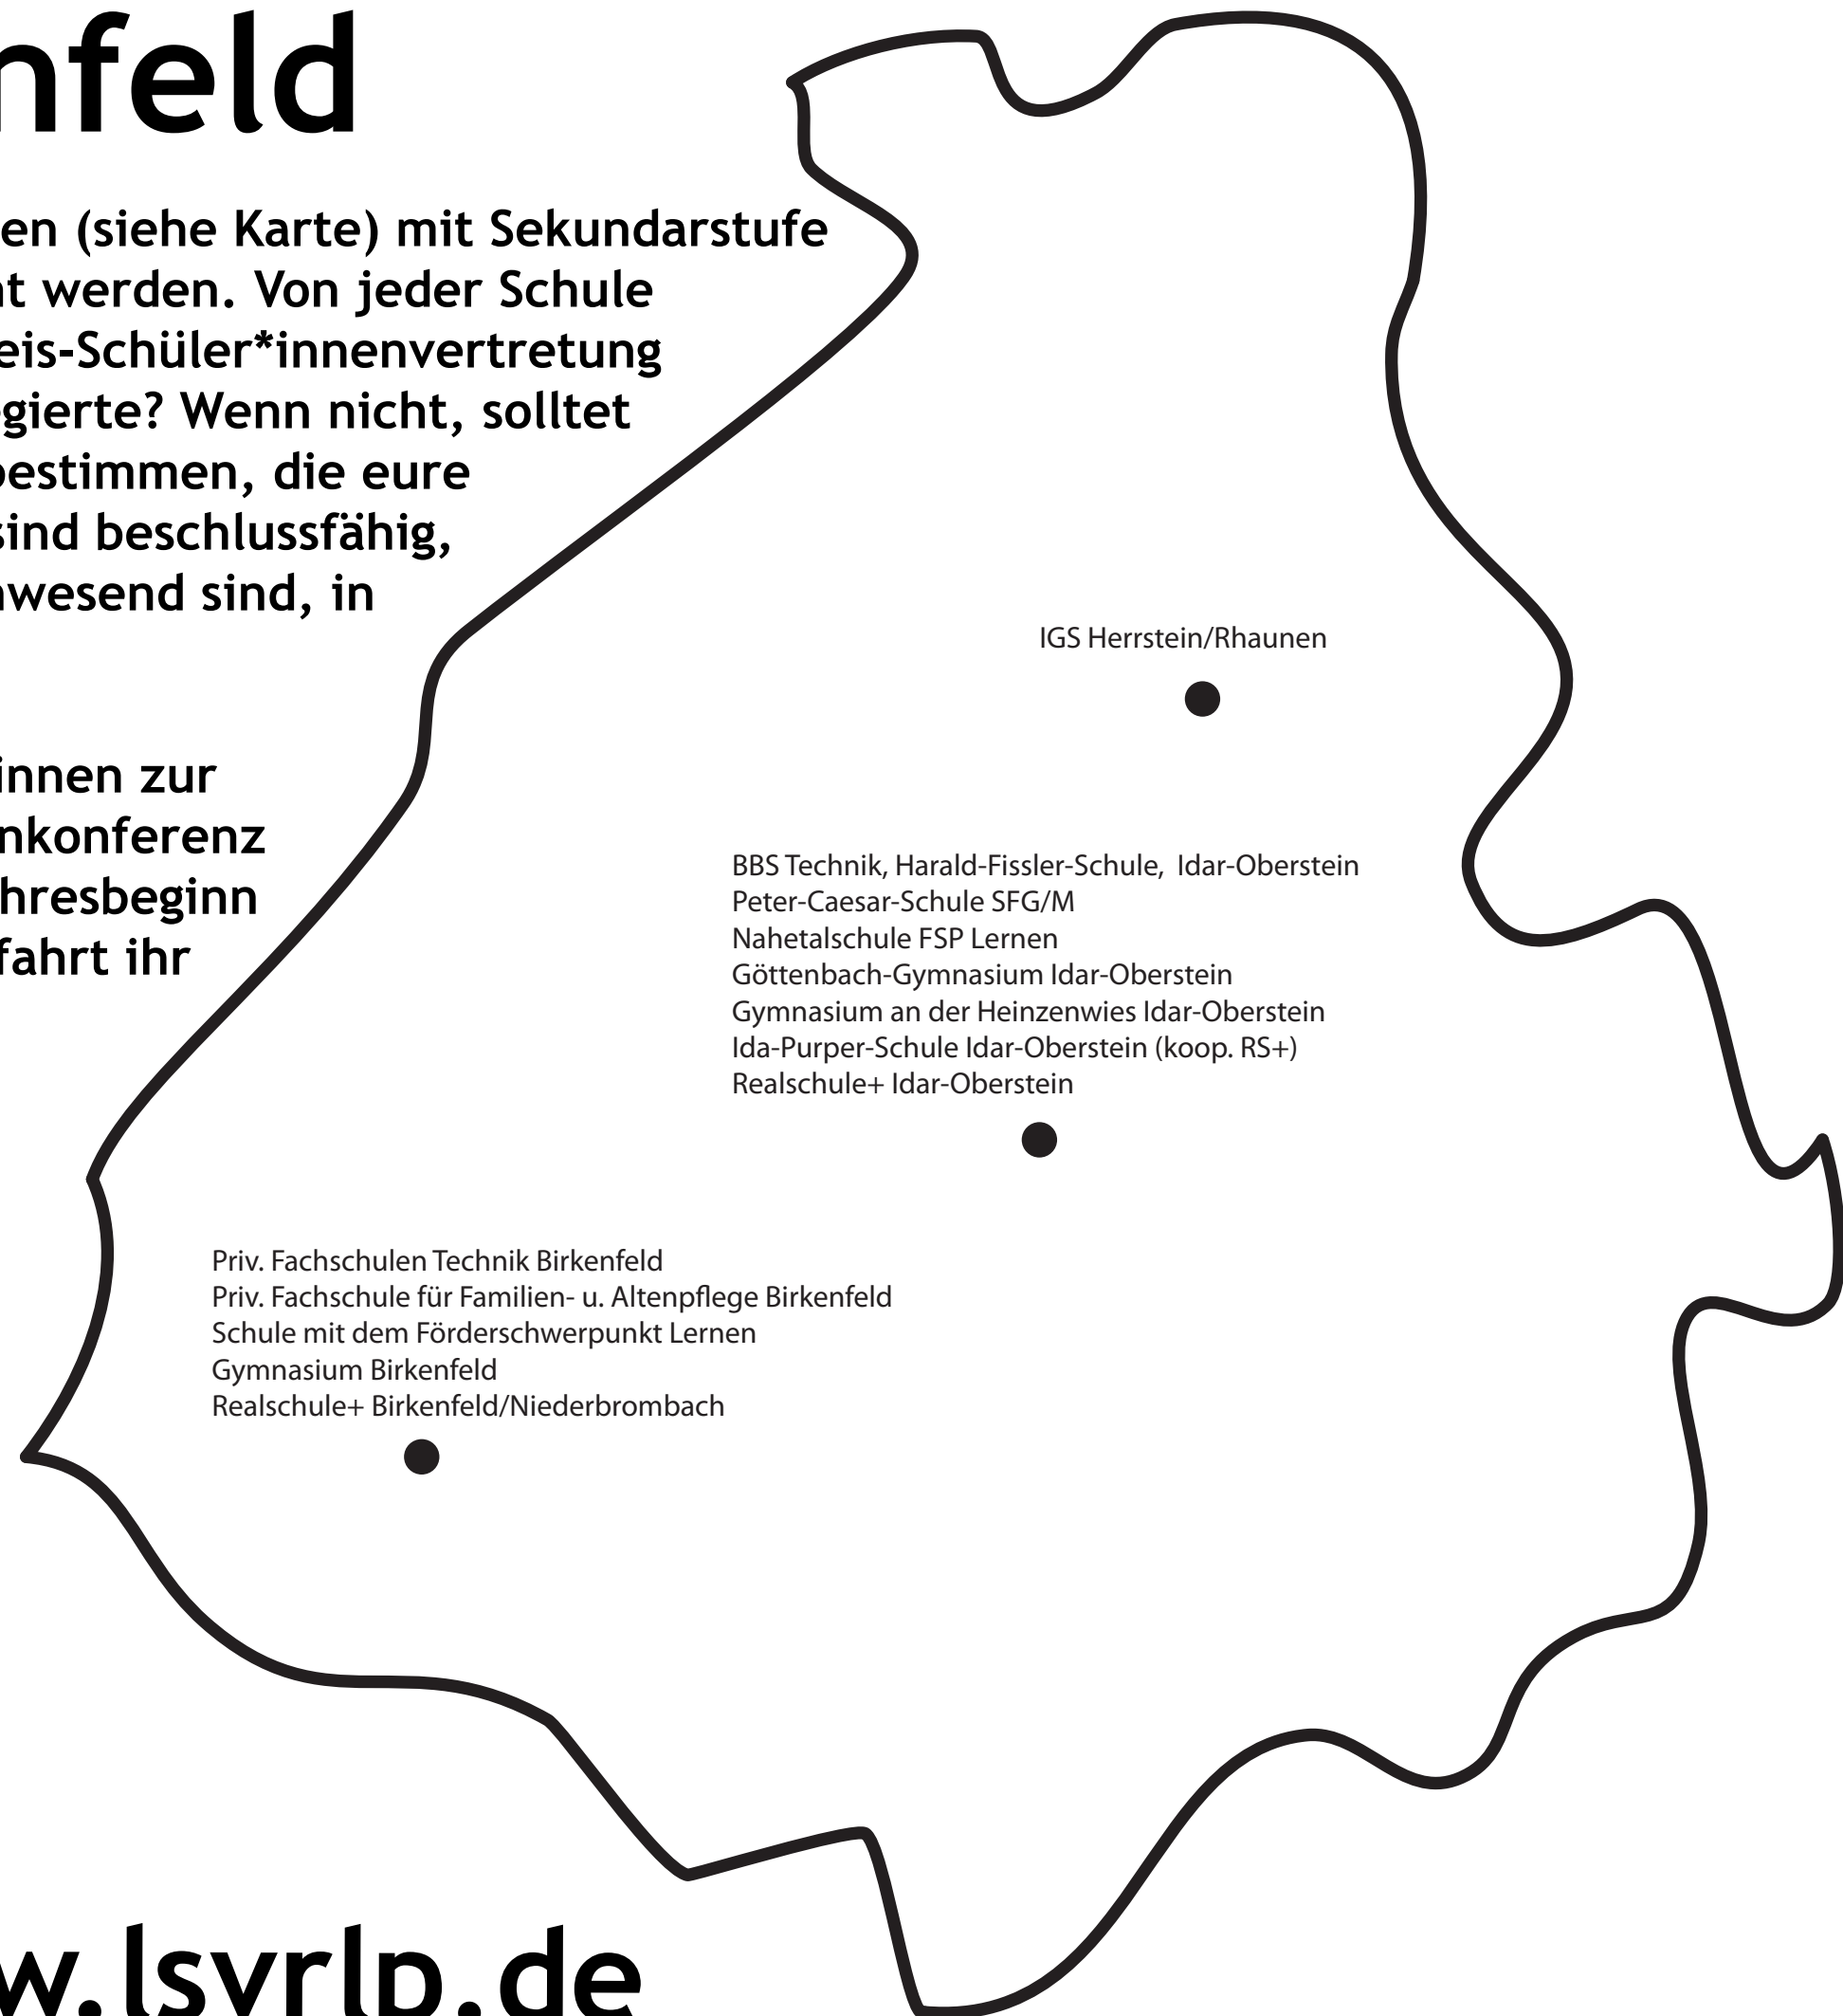 nfeld
en (siehe Karte) mit Sekundarstufe
t werden. Von jeder Schule
eis-Schüler*innenvertretung
gierte? Wenn nicht, solltet
bestimmen, die eure
sind beschlussfähig,
nwesend sind, in
innen zur
nkonferenz
hresbeginn
fahrt ihr
IGS Herrstein/Rhaunen
BBS Technik, Harald-Fissler-Schule, Idar-Oberstein
Peter-Caesar-Schule SFG/M
Nahetalschule FSP Lernen
Göttenbach-Gymnasium Idar-Oberstein
Gymnasium an der Heinzenwies Idar-Oberstein
Ida-Purper-Schule Idar-Oberstein (koop. RS+)
Realschule+ Idar-Oberstein
Priv. Fachschulen Technik Birkenfeld
Priv. Fachschule für Familien- u. Altenpflege Birkenfeld
Schule mit dem Förderschwerpunkt Lernen
Gymnasium Birkenfeld
Realschule+ Birkenfeld/Niederbrombach
w.lsvrlp.de